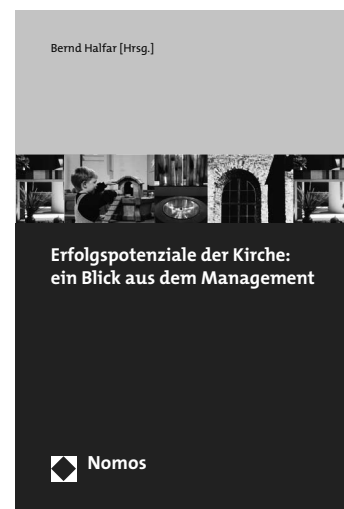 Bernd Halfar [Hrsg.]
Erfolgspotenziale der Kirche:
ein Blick aus dem Management
Nomos